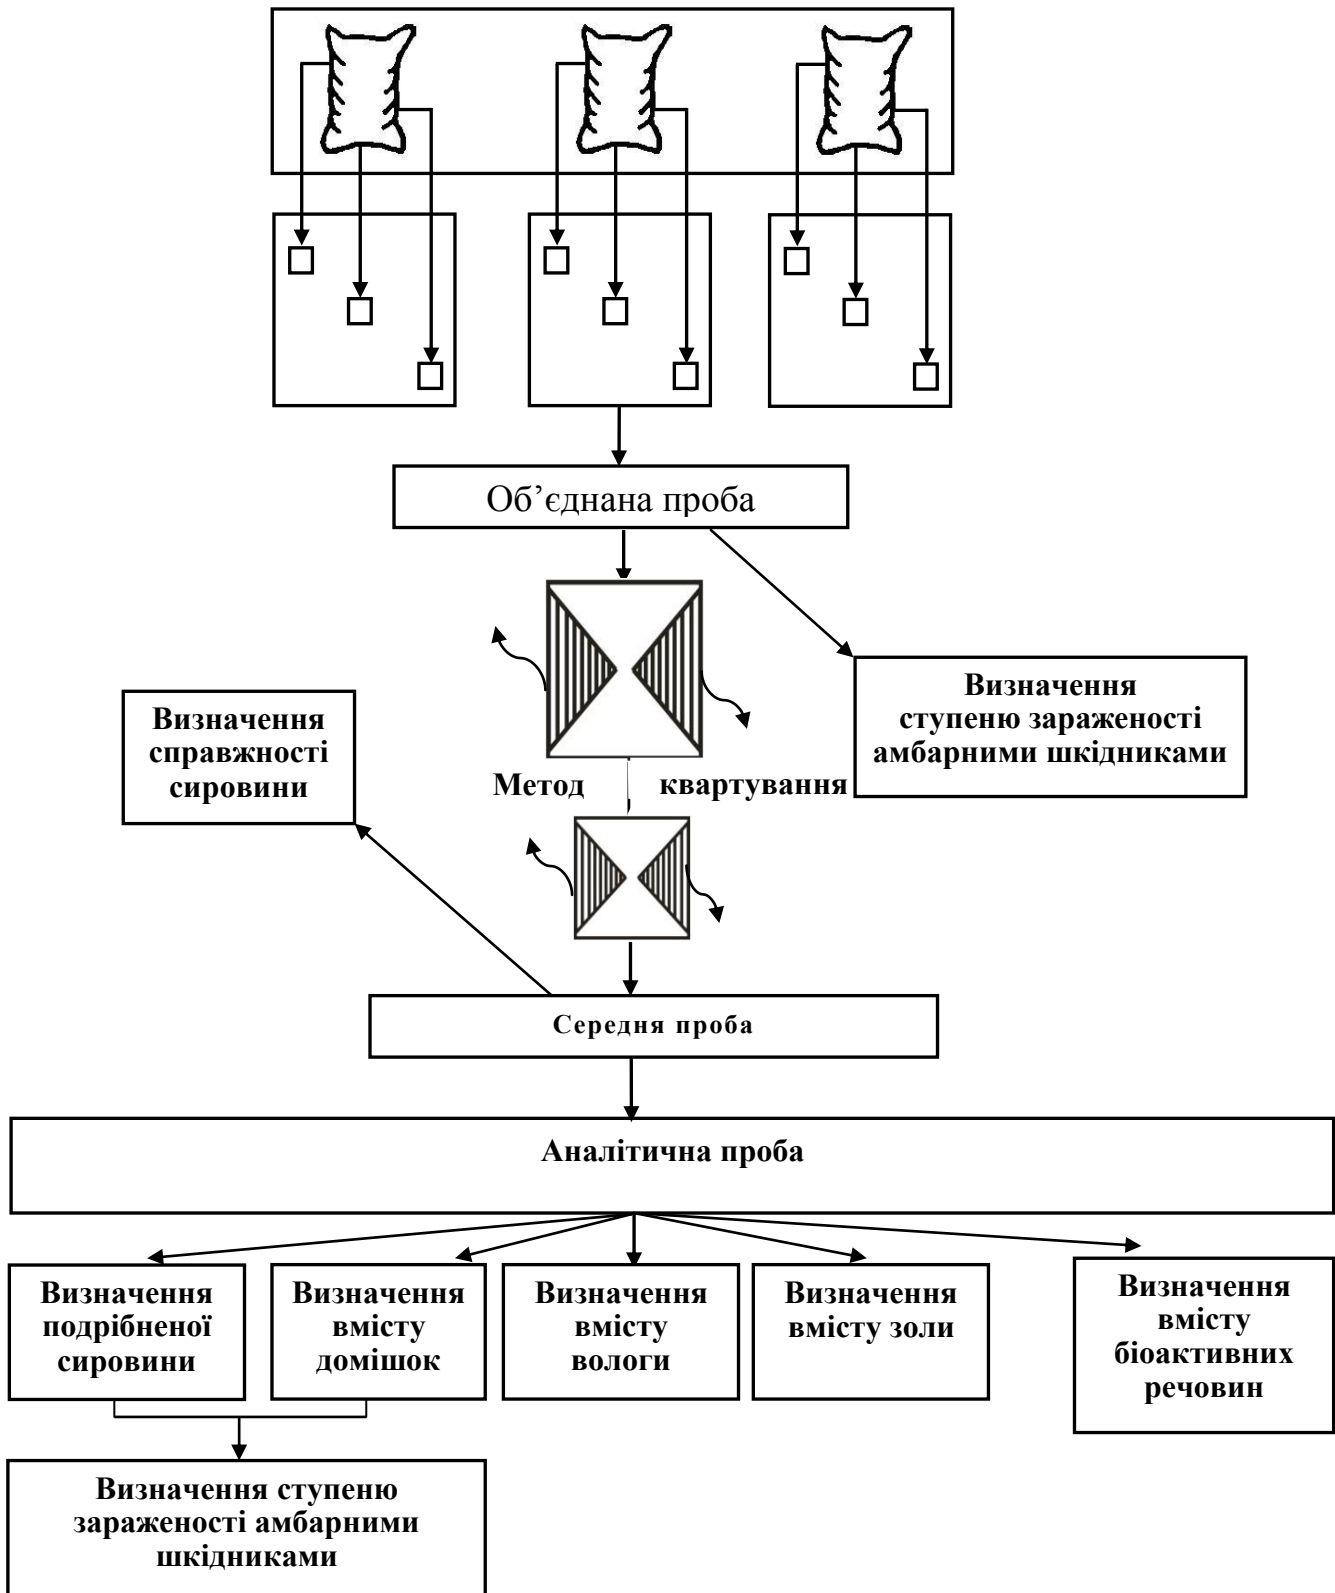 Об’єднана проба
Визначення
ступеню зараженості
амбарними шкідниками
Визначення
справжності
сировини
Метод квартування
Середня проба
Аналітична проба
Визначення
подрібненої
сировини
Визначення
вмісту
домішок
Визначення
вмісту
вологи
Визначення
вмісту золи
Визначення
вмісту
біоактивних
речовин
Визначення ступеню
зараженості амбарними
шкідниками